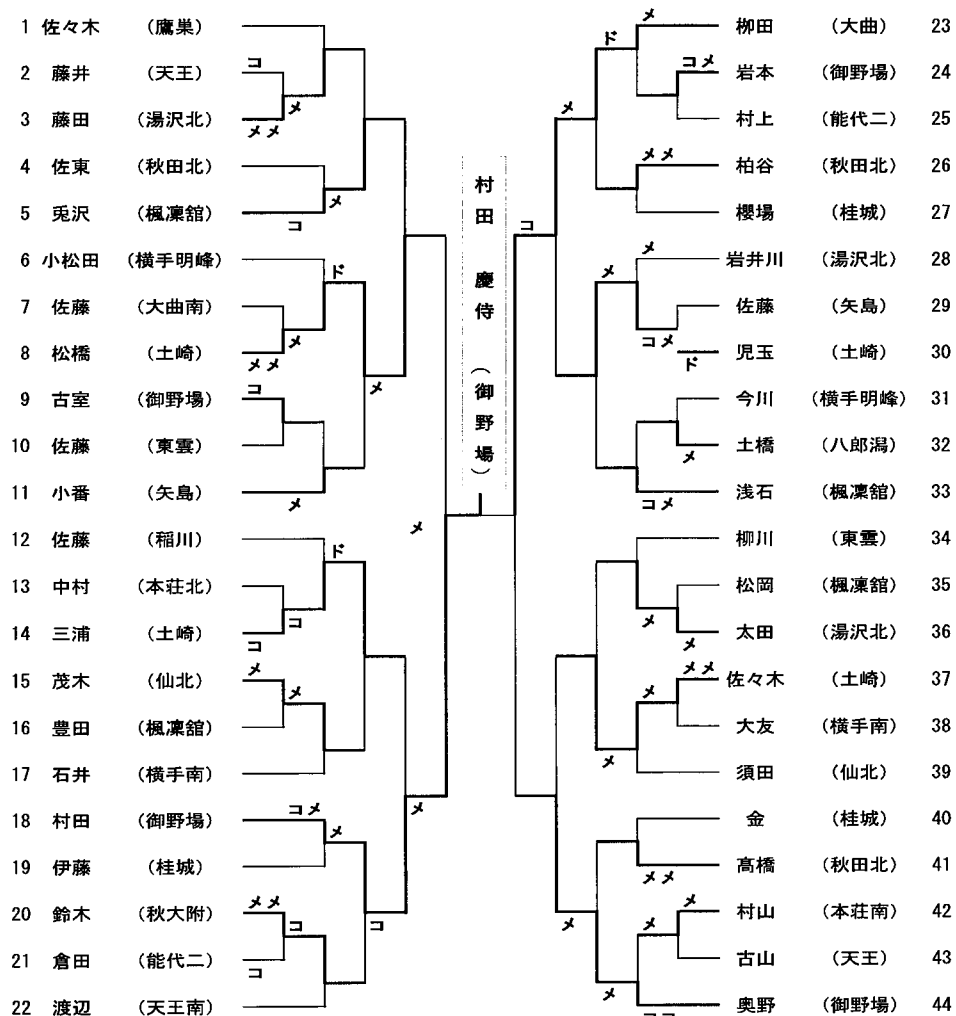 1 佐々木 (鷹巣)
コ
2 藤井 (天王)
メ
3 藤田 (湯沢北)
メメ
4 佐東 (秋田北)
メ
5 兎沢 (楓凜舘)
コ
6 小松田 (横手明峰)
ド
7 佐藤 (大曲南)
メ
8 松橋 (土崎)
メメ
コ
9 古室 (御野場)
メ
10 佐藤 (東雲)
11 小番 (矢島)
メ
メ
12 佐藤 (稲川)
ド
13 中村 (本荘北)
コ
14 三浦 (土崎)
コ
メ
15 茂木 (仙北)
メ
16 豊田 (楓凜舘)
17 石井 (横手南)
コメ
メ
18 村田 (御野場)
メ
19 伊藤 (桂城)
メメ
20 鈴木 (秋大附)
コ
コ
21 倉田 (能代二)
コ
22 渡辺 (天王南)
村田 慶侍 (御野場)
メ
ド
柳田 (大曲) 23
コメ
岩本 (御野場) 24
メ
村上 (能代二) 25
メメ
柏谷 (秋田北) 26
櫻場 (桂城) 27
コ
メ
岩井川 (湯沢北) 28
メ
佐藤 (矢島) 29
コメ
児玉 (土崎) 30
ド
今川 (横手明峰) 31
土橋 (八郎潟) 32
メ
浅石 (楓凜舘) 33
コメ
柳川 (東雲) 34
松岡 (楓凜舘) 35
メ
太田 (湯沢北) 36
メ
メメ
佐々木 (土崎) 37
メ
大友 (横手南) 38
メ
須田 (仙北) 39
金 (桂城) 40
髙橋 (秋田北) 41
メメ
メ
村山 (本荘南) 42
メ
メ
古山 (天王) 43
メ
奥野 (御野場) 44
ココ